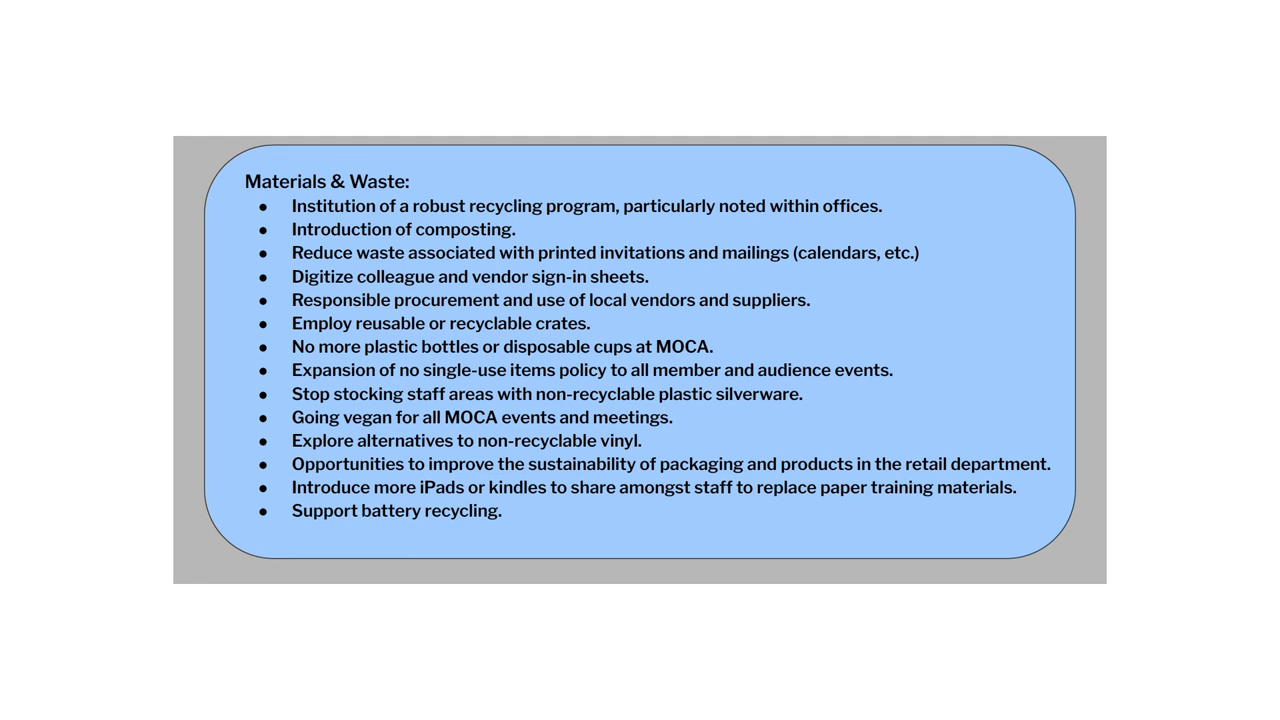 Materials & Waste:
● Institution of a robust recycling program, particularly noted within offices.
● Introduction of composting.
● Reduce waste associated with printed invitations and mailings (calendars, etc.)
● Digitize colleague and vendor sign-in sheets.
● Responsible procurement and use of local vendors and suppliers.
● Employ reusable or recyclable crates.
● No more plastic bottles or disposable cups at MOCA.
● Expansion of no single-use items policy to all member and audience events.
● Stop stocking staff areas with non-recyclable plastic silverware.
● Going vegan for all MOCA events and meetings.
● Explore alternatives to non-recyclable vinyl.
● Opportunities to improve the sustainability of packaging and products in the retail department.
● Introduce more iPads or kindles to share amongst staff to replace paper training materials.
● Support battery recycling.